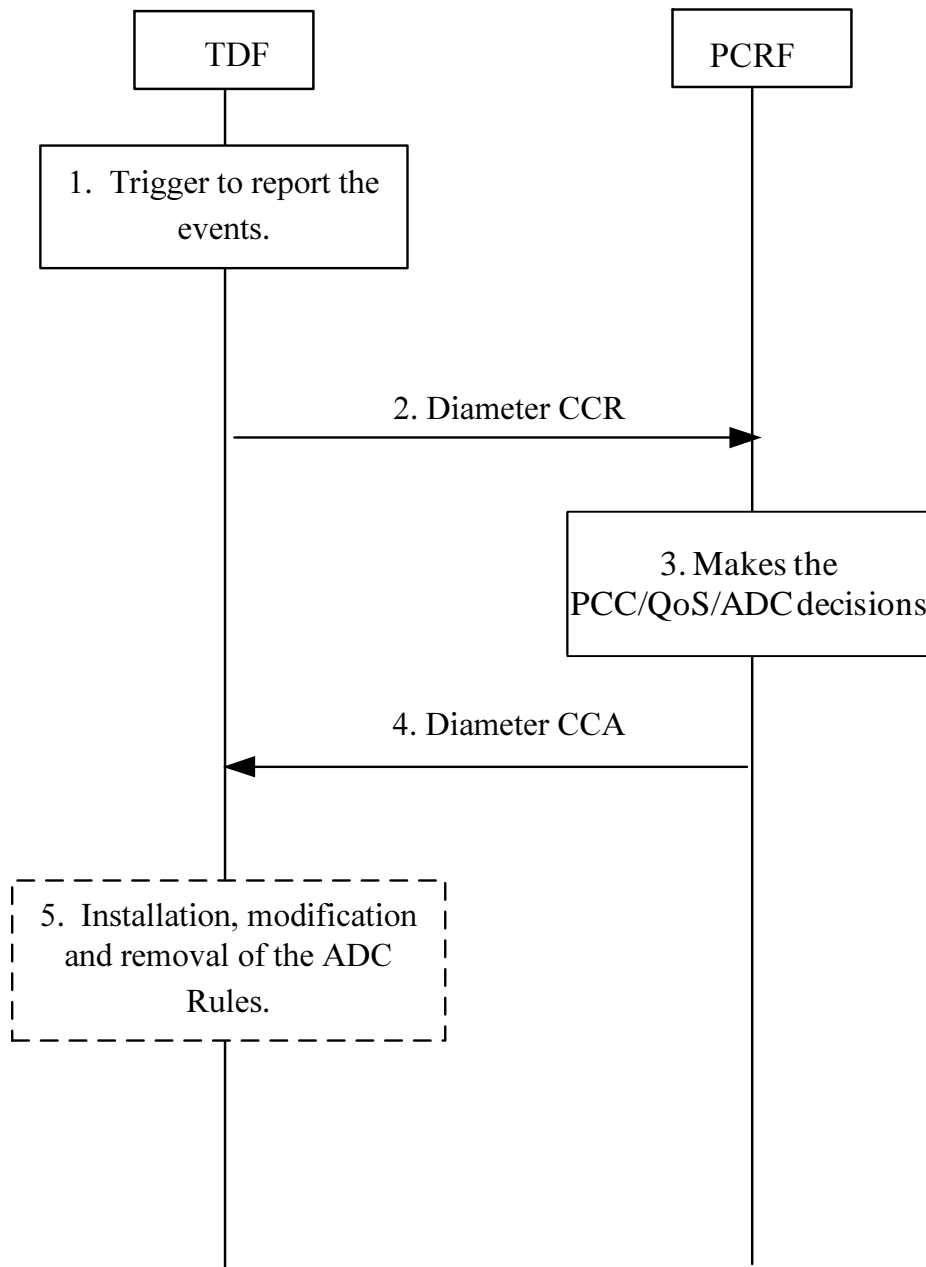 TDF
PCRF
1. Trigger to report the
events.
2. Diameter CCR
3. Makes the
PCC/QoS/ADC decisions
4. Diameter CCA
5. Installation, modification
and removal of the ADC
Rules.